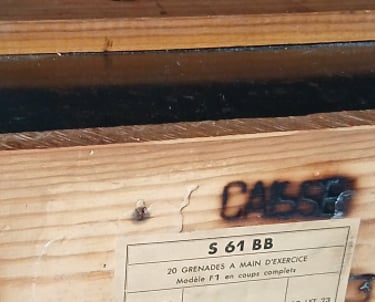 CAISSE
S 61 BB
20 GRENADES A MAIN D'EXERCICE
Modèle F1 en coups complets